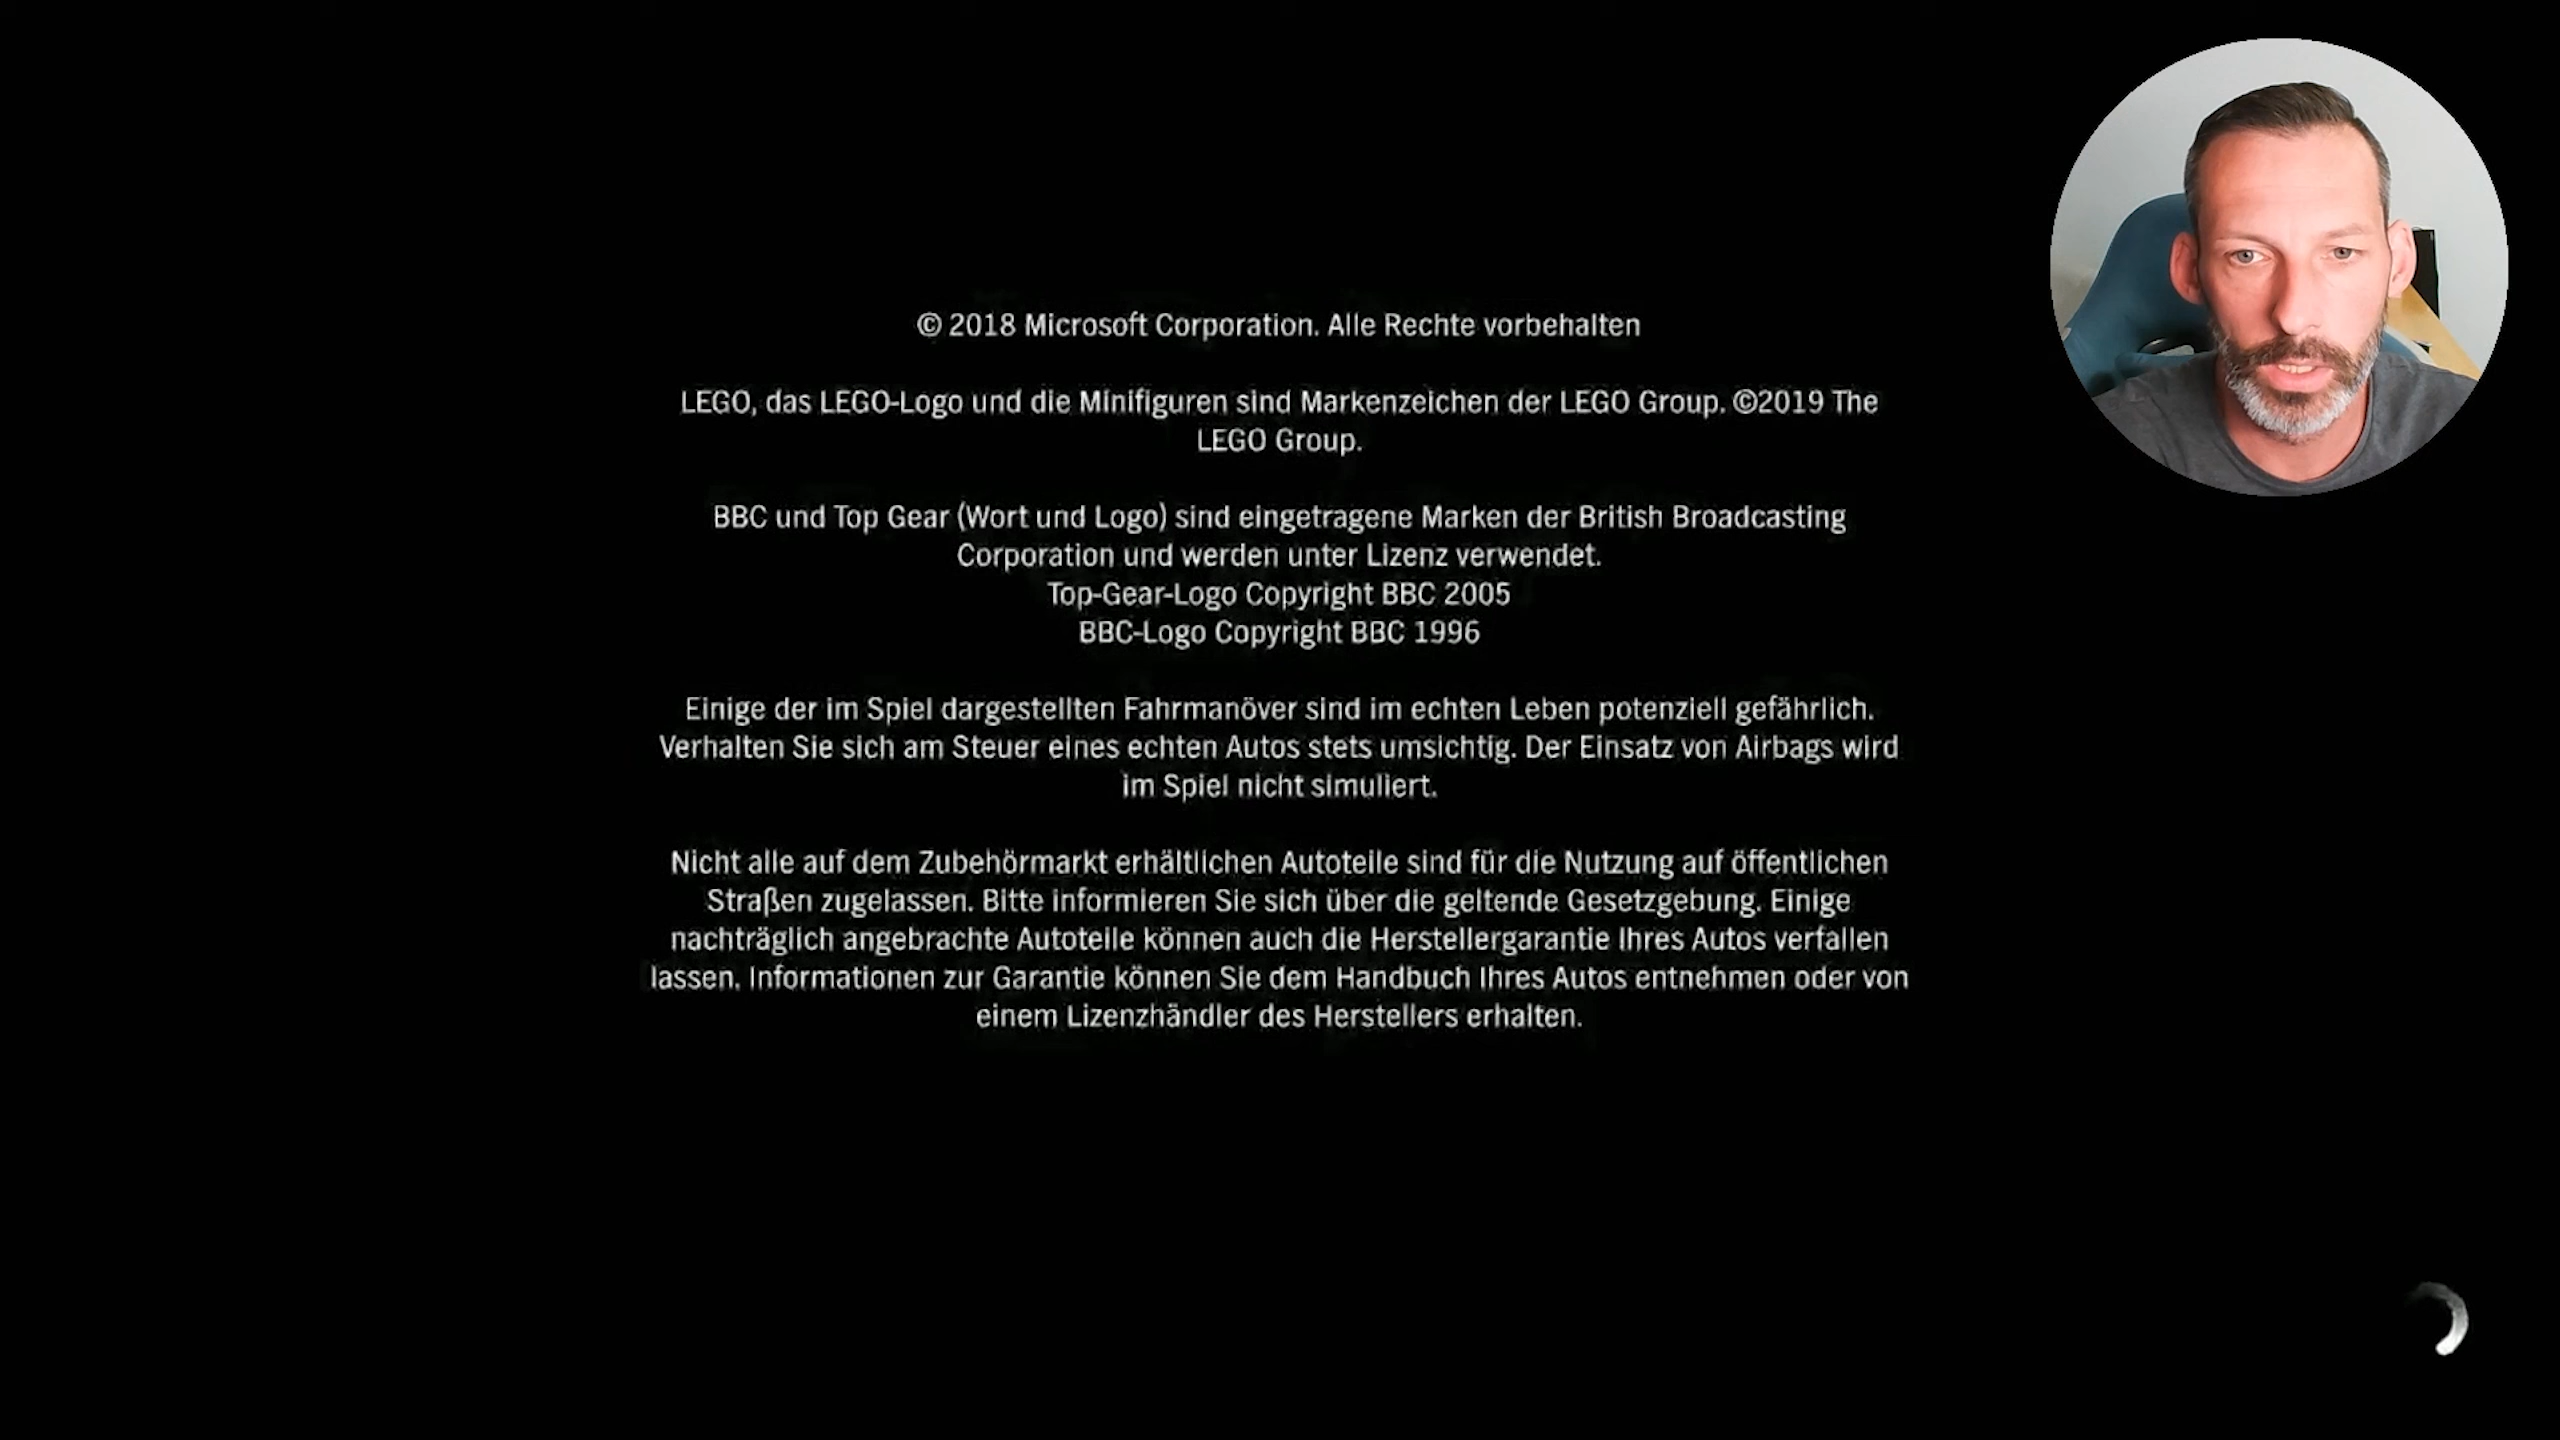 © 2018 Microsoft Corporation. Alle Rechte vorbehalten
LEGO, das LEGO-Logo und die Minifiguren sind Markenzeichen der LEGO Group. ©2019 The
LEGO Group.
BBC und Top Gear (Wort und Logo) sind eingetragene Marken der British Broadcasting
Corporation und werden unter Lizenz verwendet.
Top-Gear-Logo Copyright BBC 2005
BBC-Logo Copyright BBC 1996
Einige der im Spiel dargestellten Fahrmanöver sind im echten Leben potenziell gefährlich.
Verhalten Sie sich am Steuer eines echten Autos stets umsichtig. Der Einsatz von Airbags wird
im Spiel nicht simuliert.
Nicht alle auf dem Zubehörmarkt erhältlichen Autoteile sind für die Nutzung auf öffentlichen
Straßen zugelassen. Bitte informieren Sie sich über die geltende Gesetzgebung. Einige
nachträglich angebrachte Autoteile können auch die Herstellergarantie Ihres Autos verfallen
lassen. Informationen zur Garantie können Sie dem Handbuch Ihres Autos entnehmen oder von
einem Lizenzhändler des Herstellers erhalten.